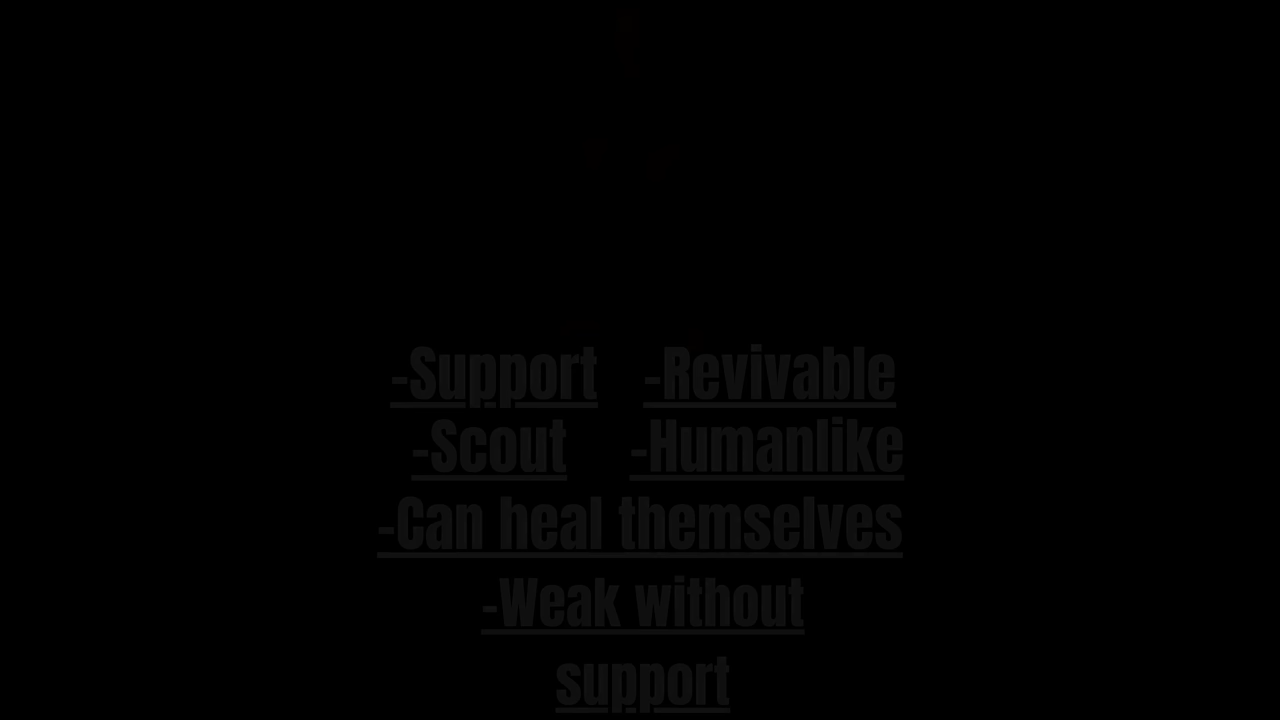 -Support -Revivable
-Scout -Humanlike
-Can heal themselves
-Weak without
support